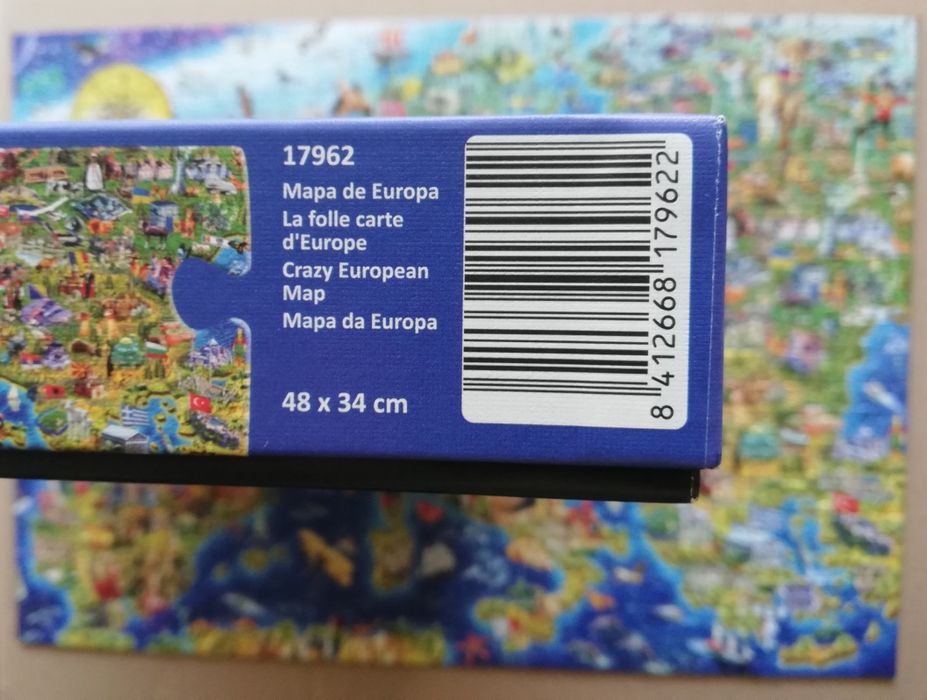 17962
Mapa de Europa
La folle carte
d'Europe
Crazy European
Map
Mapa da Europa
48 x 34 cm
8 412668 179622